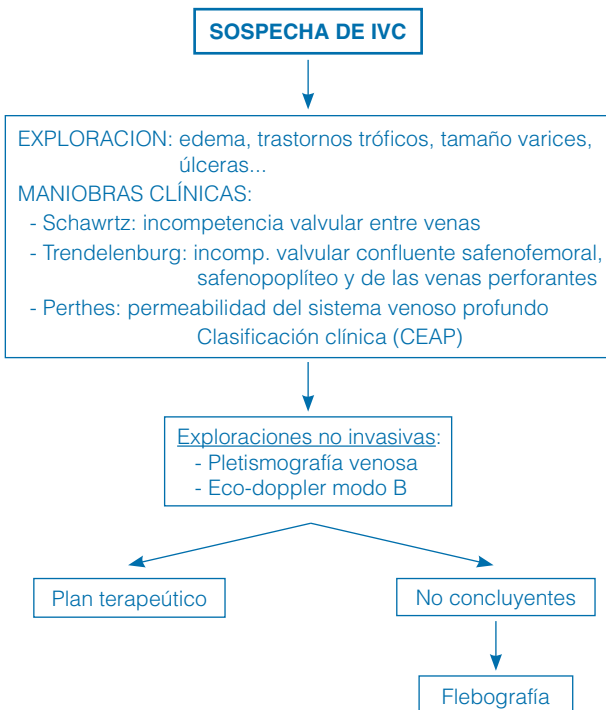 SOSPECHA DE IVC
EXPLORACION: edema, trastornos tróficos, tamaño varices,
úlceras...
MANIOBRAS CLÍNICAS:
- Schawrtz: incompetencia valvular entre venas
- Trendelenburg: incomp. valvular confluente safenofemoral,
safenopoplíteo y de las venas perforantes
- Perthes: permeabilidad del sistema venoso profundo
Clasificación clínica (CEAP)
Exploraciones no invasivas:
- Pletismografía venosa
- Eco-doppler modo B
Plan terapeútico
No concluyentes
Flebografía